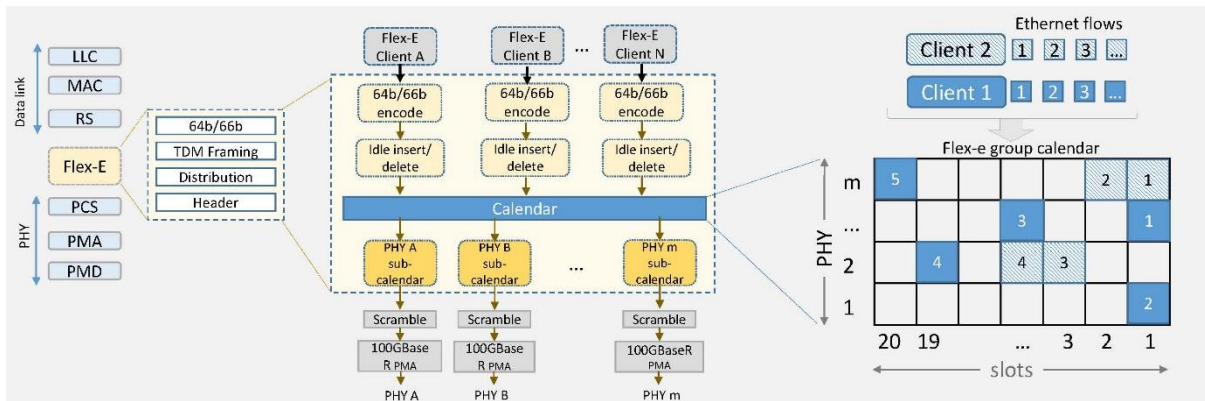 Data link
LLC
MAC
RS
Flex-E
PHY
PCS
PMA
PMD
64b/66b
TDM Framing
Distribution
Header
Flex-E
Client A
Flex-E
Client B
...
Flex-E
Client N
64b/66b
encode
64b/66b
encode
64b/66b
encode
Idle insert/
delete
Idle insert/
delete
Idle insert/
delete
Calendar
PHY A
sub-
calendar
PHY B
sub-
calendar
...
PHY m
sub-
calendar
Scramble
Scramble
Scramble
100GBase
R PMA
100GBase
R PMA
100GBaseR
PMA
PHY A
PHY B
PHY m
Ethernet flows
Client 2 1 2 3 ...
Client 1 1 2 3 ...
Flex-e group calendar
PHY
m 5 2 1
... 3 1
2 4 4 3
1 2
20 19 ... 3 2 1
slots